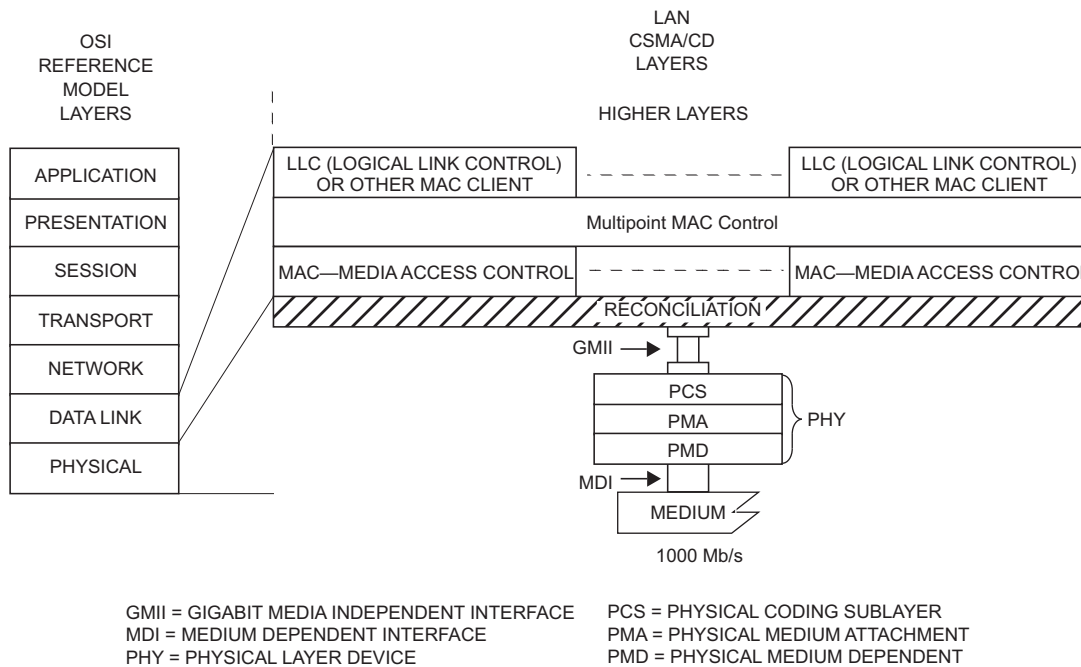 OSI
REFERENCE
MODEL
LAYERS
LAN
CSMA/CD
LAYERS
HIGHER LAYERS
APPLICATION
PRESENTATION
SESSION
TRANSPORT
NETWORK
DATA LINK
PHYSICAL
LLC (LOGICAL LINK CONTROL)
OR OTHER MAC CLIENT
LLC (LOGICAL LINK CONTROL)
OR OTHER MAC CLIENT
Multipoint MAC Control
MAC—MEDIA ACCESS CONTROL
MAC—MEDIA ACCESS CONTROL
RECONCILIATION
GMII
PCS
PMA
PMD
PHY
MDI
MEDIUM
1000 Mb/s
GMII = GIGABIT MEDIA INDEPENDENT INTERFACE
MDI = MEDIUM DEPENDENT INTERFACE
PHY = PHYSICAL LAYER DEVICE
PCS = PHYSICAL CODING SUBLAYER
PMA = PHYSICAL MEDIUM ATTACHMENT
PMD = PHYSICAL MEDIUM DEPENDENT